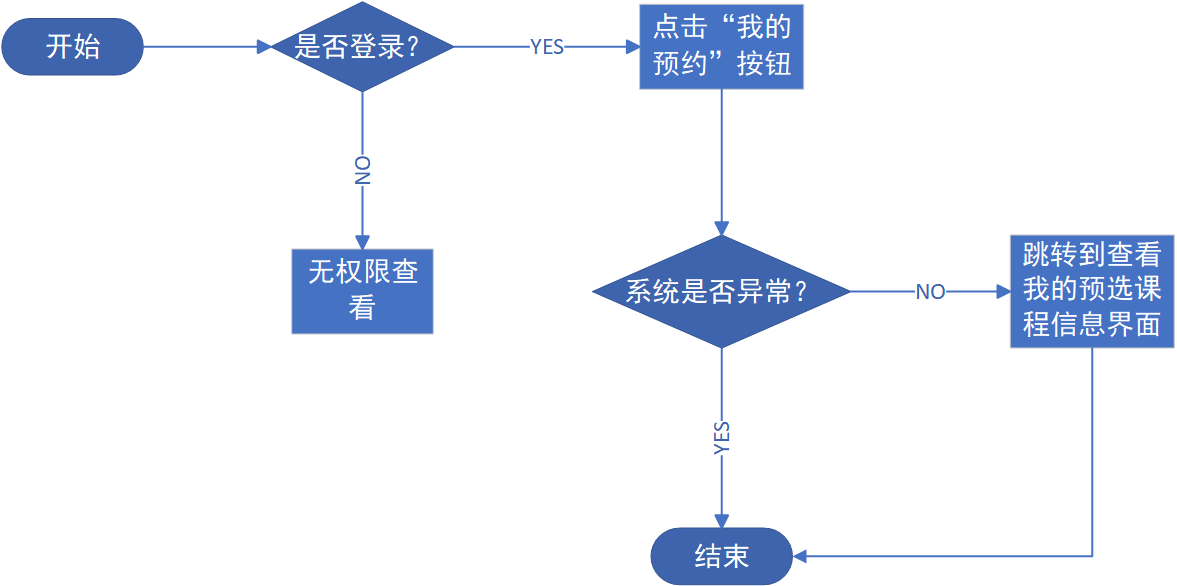 开始
是否登录？
YES
点击“我的
预约”按钮
NO
无权限查
看
系统是否异常？
NO
跳转到查看
我的预选课
程信息界面
YES
结束